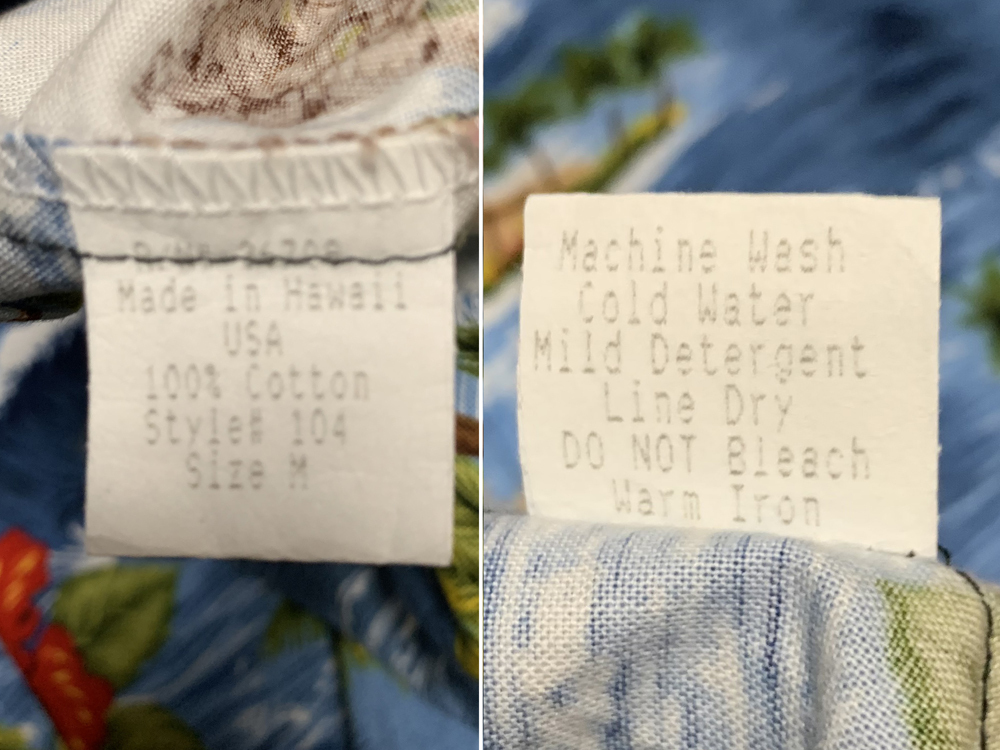 Made in Hawaii
USA
100% Cotton
Style# 104
Size M
Machine Wash
Cold Water
Mild Detergent
Line Dry
DO NOT Bleach
Warm Iron